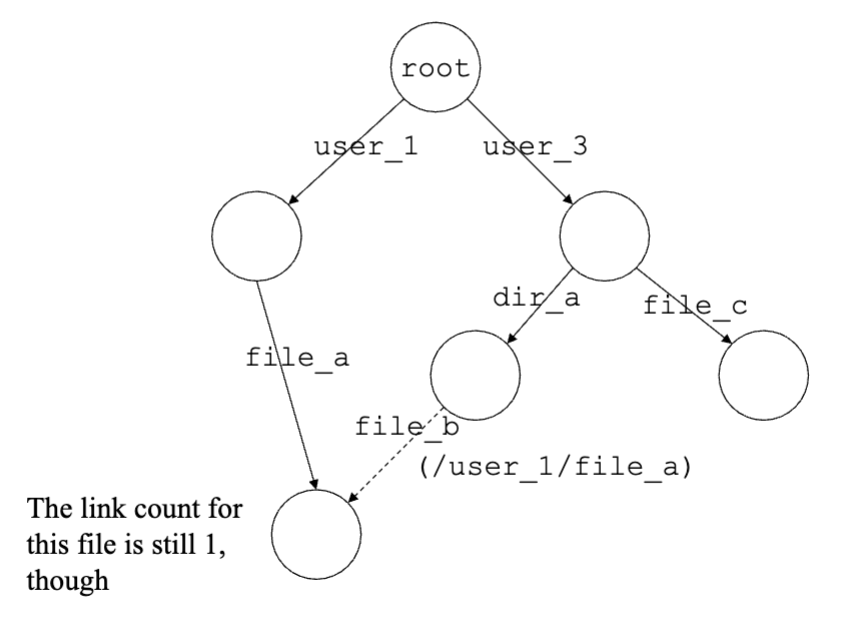 root
user_1
user_3
dir_a
file_c
file_a
file_b
(/user_1/file_a)
The link count for
this file is still 1,
though